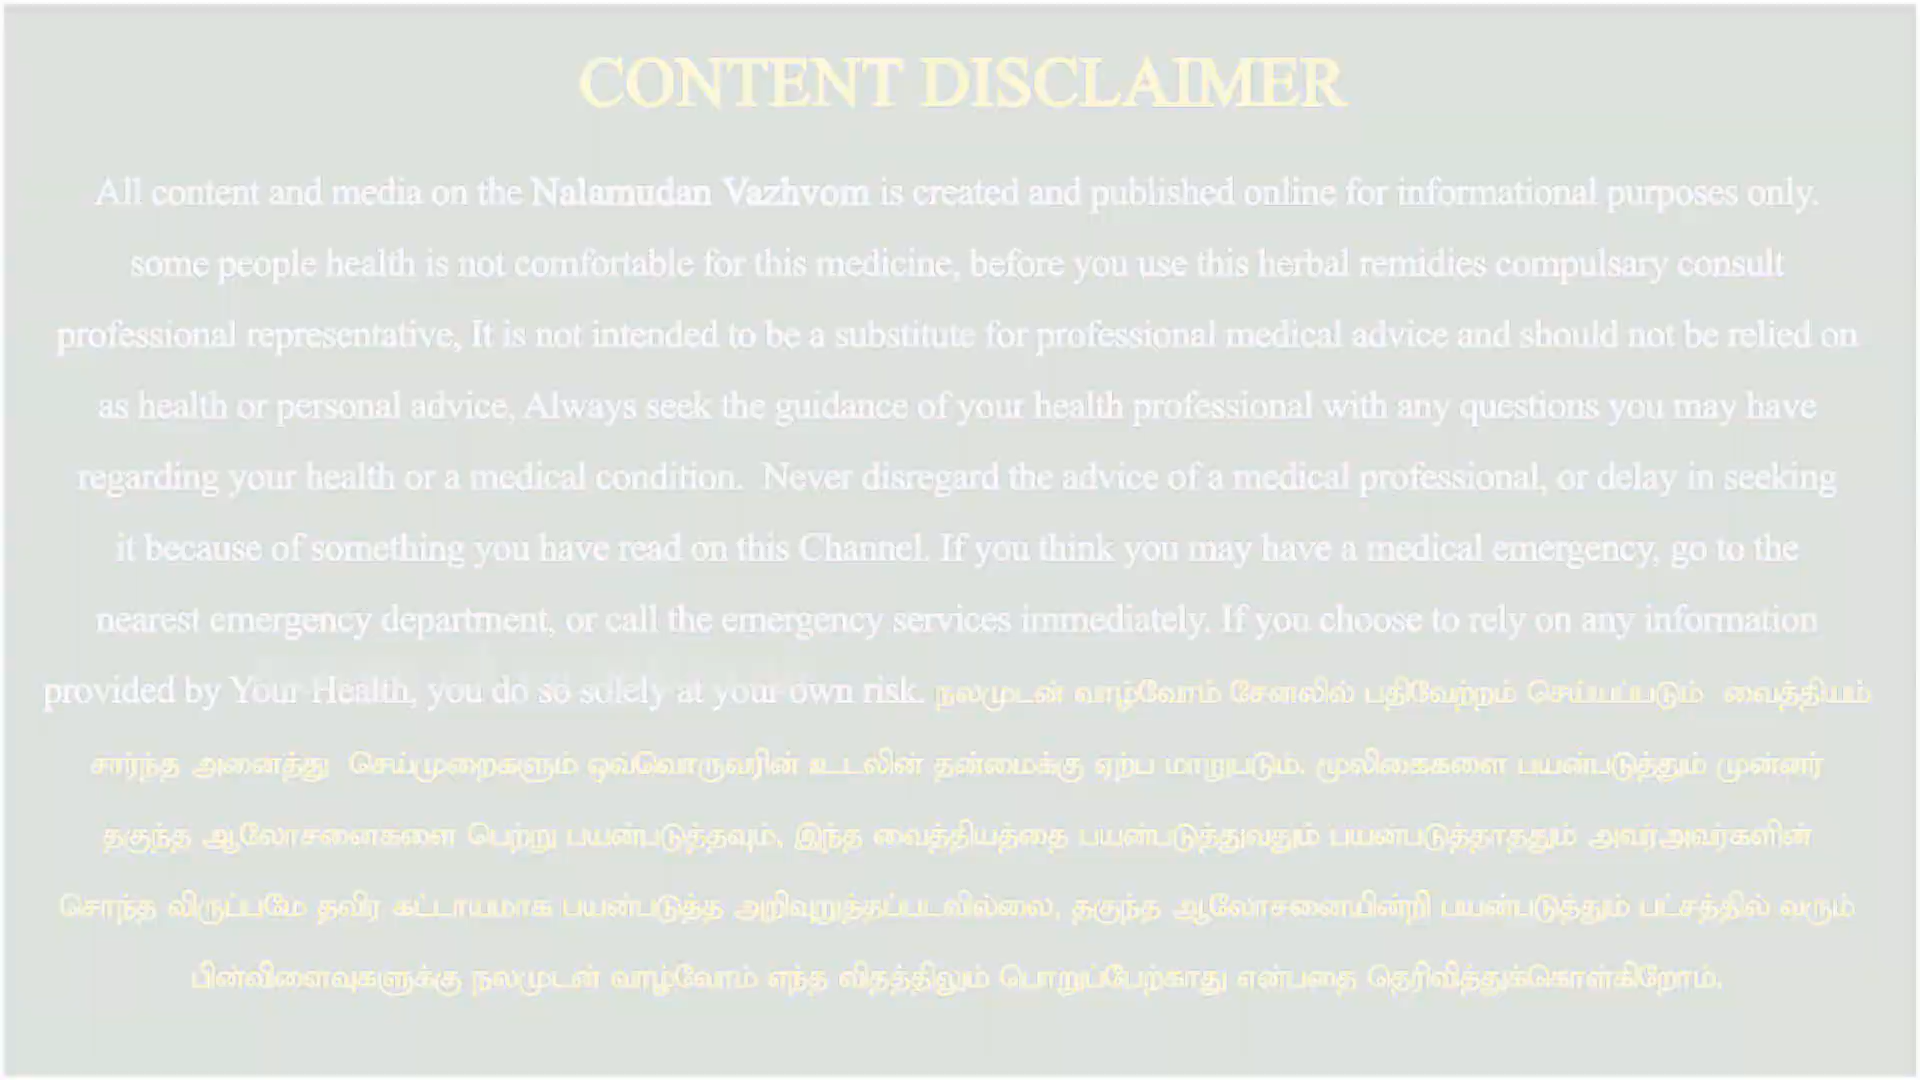 CONTENT DISCLAIMER
All content and media on the Nalamudan Vazhvom is created and published online for informational purposes only.
some people health is not comfortable for this medicine, before you use this herbal remidies compulsary consult
professional representative, It is not intended to be a substitute for professional medical advice and should not be relied on
as health or personal advice, Always seek the guidance of your health professional with any questions you may have
regarding your health or a medical condition.  Never disregard the advice of a medical professional, or delay in seeking
it because of something you have read on this Channel. If you think you may have a medical emergency, go to the
nearest emergency department, or call the emergency services immediately. If you choose to rely on any information
provided by Your Health, you do so solely at your own risk. நலமுடன் வாழ்வோம் சேனலில் பதிவேற்றம் செய்யப்படும்  வைத்தியம்
சார்ந்த அனைத்து  செய்முறைகளும் ஒவ்வொருவரின் உடலின் தன்மைக்கு ஏற்ப மாறுபடும். மூலிகைகளை பயன்படுத்தும் முன்னர்
தகுந்த ஆலோசனைகளை பெற்று பயன்படுத்தவும், இந்த வைத்தியத்தை பயன்படுத்துவதும் பயன்படுத்தாததும் அவர்அவர்களின்
சொந்த விருப்பமே தவிர கட்டாயமாக பயன்படுத்த அறிவுறுத்தப்படவில்லை, தகுந்த ஆலோசனையின்றி பயன்படுத்தும் பட்சத்தில் வரும்
பின்விளைவுகளுக்கு நலமுடன் வாழ்வோம் எந்த விதத்திலும் பொறுப்பேற்காது என்பதை தெரிவித்துக்கொள்கிறோம்.